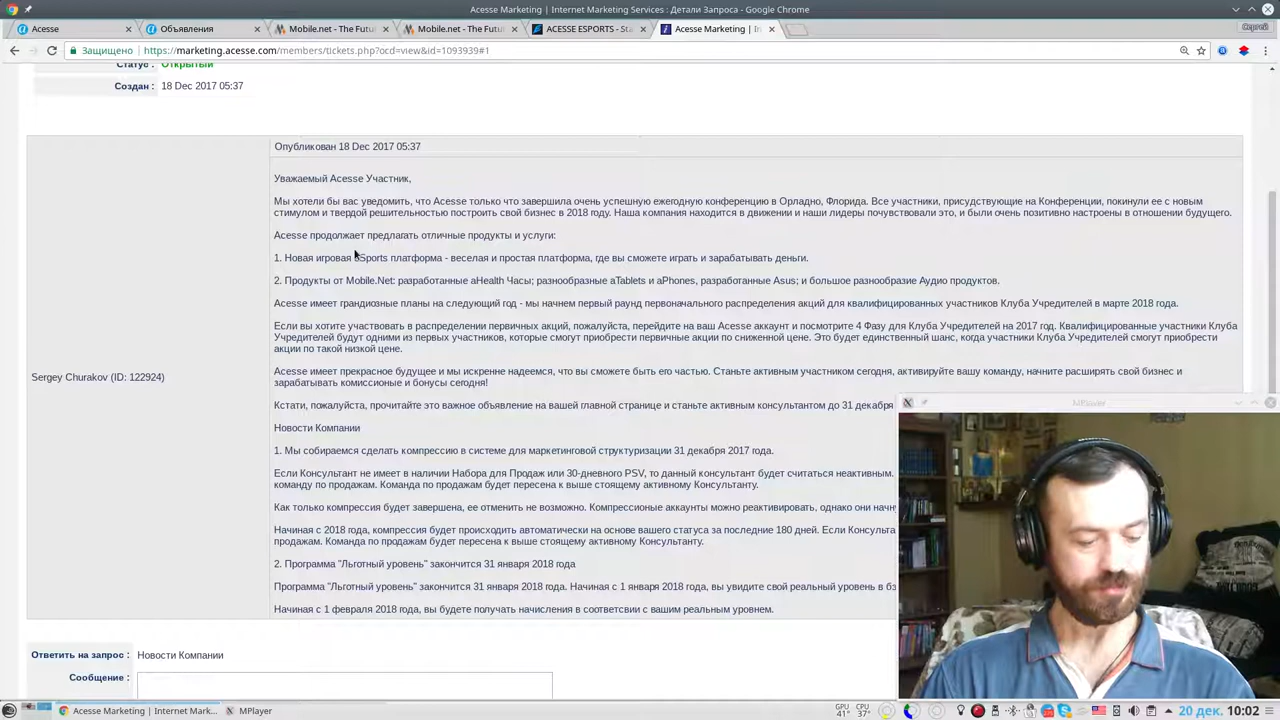 Acesse Marketing | Internet Marketing Services : Детали Запроса - Google Chrome
Acesse
Объявления
Mobile.net - The Futu
Mobile.net - The Futu
ACESSE ESPORTS - Sta
Acesse Marketing | In
Сергей
Защищено
https://marketing.acesse.com/members/tickets.php?ocd=view&id=1093939#1
Статус : Открытый
Создан : 18 Dec 2017 05:37
Опубликован 18 Dec 2017 05:37
Уважаемый Acesse Участник,
Мы хотели бы вас уведомить, что Acesse только что завершила очень успешную ежегодную конференцию в Орладно, Флорида. Все участники, присудствующие на Конференции, покинули ее с новым
стимулом и твердой решительностью построить свой бизнес в 2018 году. Наша компания находится в движении и наши лидеры почувствовали это, и были очень позитивно настроены в отношении будущего.
Acesse продолжает предлагать отличные продукты и услуги:
1. Новая игровая eSports платформа - веселая и простая платформа, где вы сможете играть и зарабатывать деньги.
2. Продукты от Mobile.Net: разработанные aHealth Часы; разнообразные aTablets и aPhones, разработанные Asus; и большое разнообразие Аудио продуктов.
Acesse имеет грандиозные планы на следующий год - мы начнем первый раунд первоначального распределения акций для квалифицированных участников Клуба Учредителей в марте 2018 года.
Если вы хотите участвовать в распределении первичных акций, пожалуйста, перейдите на ваш Acesse аккаунт и посмотрите 4 Фазу для Клуба Учредителей на 2017 год. Квалифицированные участники Клуба
Учредителей будут одними из первых участников, которые смогут приобрести первичные акции по сниженной цене. Это будет единственный шанс, когда участники Клуба Учредителей смогут приобрести
акции по такой низкой цене.
Acesse имеет прекрасное будущее и мы искренне надеемся, что вы сможете быть его частью. Станьте активным участником сегодня, активируйте вашу команду, начните расширять свой бизнес и
зарабатывать комиссионые и бонусы сегодня!
Sergey Churakov (ID: 122924)
Кстати, пожалуйста, прочитайте это важное объявление на вашей главной странице и станьте активным консультантом до 31 декабря
Новости Компании
1. Мы собираемся сделать компрессию в системе для маркетинговой структуризации 31 декабря 2017 года.
Если Консультант не имеет в наличии Набора для Продаж или 30-дневного PSV, то данный консультант будет считаться неактивным.
команду по продажам. Команда по продажам будет пересена к выше стоящему активному Консультанту.
Как только компрессия будет завершена, ее отменить не возможно. Компрессионые аккаунты можно реактивировать, однако они
Начиная с 2018 года, компрессия будет происходить автоматически на основе вашего статуса за последние 180 дней. Если
продажам. Команда по продажам будет пересена к выше стоящему активному Консультанту.
2. Программа "Льготный уровень" закончится 31 января 2018 года
Программа "Льготный уровень" закончится 31 января 2018 года. Начиная с 1 января 2018 года, вы увидите свой реальный уровень в
Начиная с 1 февраля 2018 года, вы будете получать начисления в соответсвии с вашим реальным уровнем.
Ответить на запрос : Новости Компании
Сообщение :
MPlayer
Acesse Marketing | Internet Mark...
MPlayer
GPU 41°
CPU 37°
20 дек. 10:02